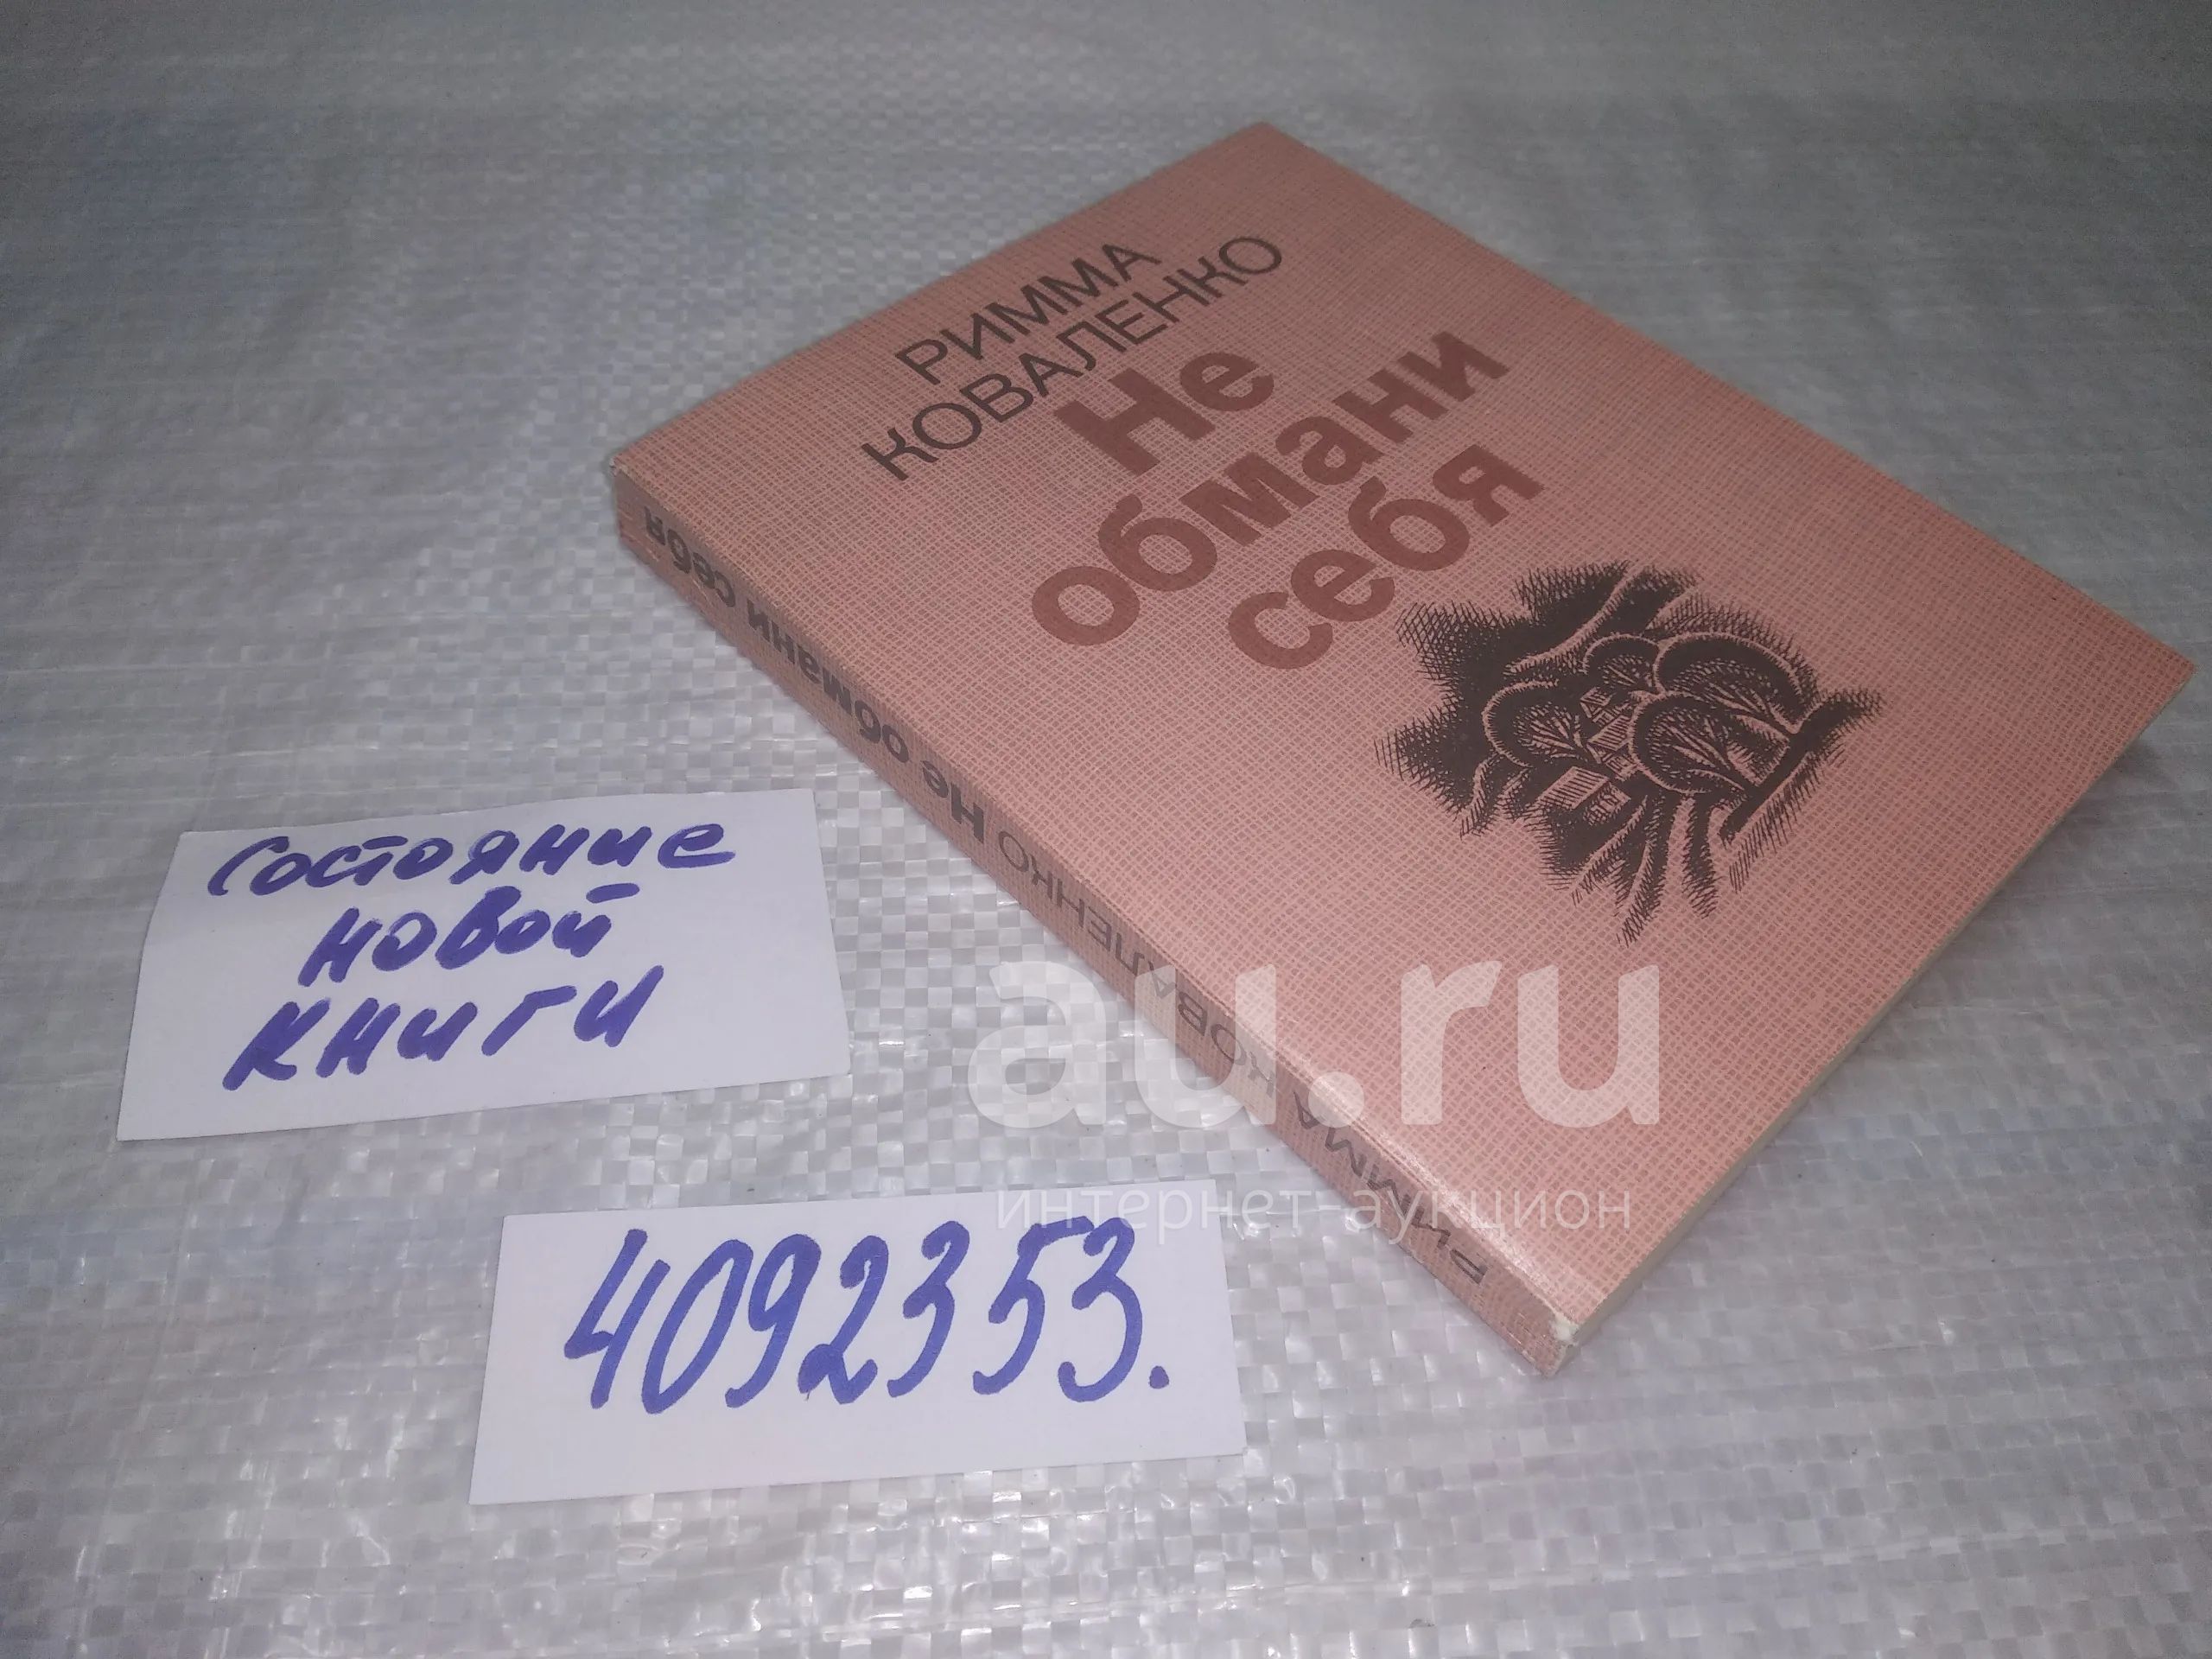 РИММА
КОВАЛЕНКО
Не
обмани
себя
РИММА КОВАЛЕНКО Не обмани себя
Состояние
новой
книги
au.ru
интернет-аукцион
4092353.